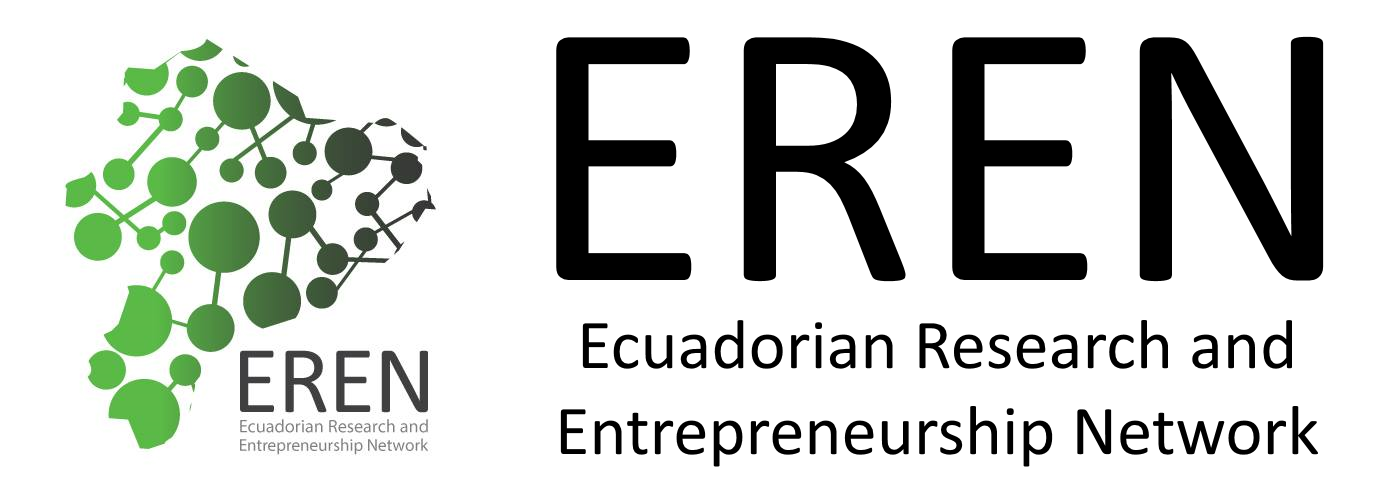 EREN
Ecuadorian Research and
Entrepreneurship Network
EREN
Ecuadorian Research and
Entrepreneurship Network